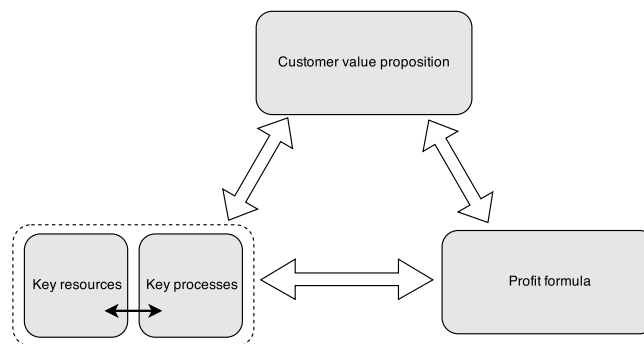 Customer value proposition
Key resources
Key processes
Profit formula